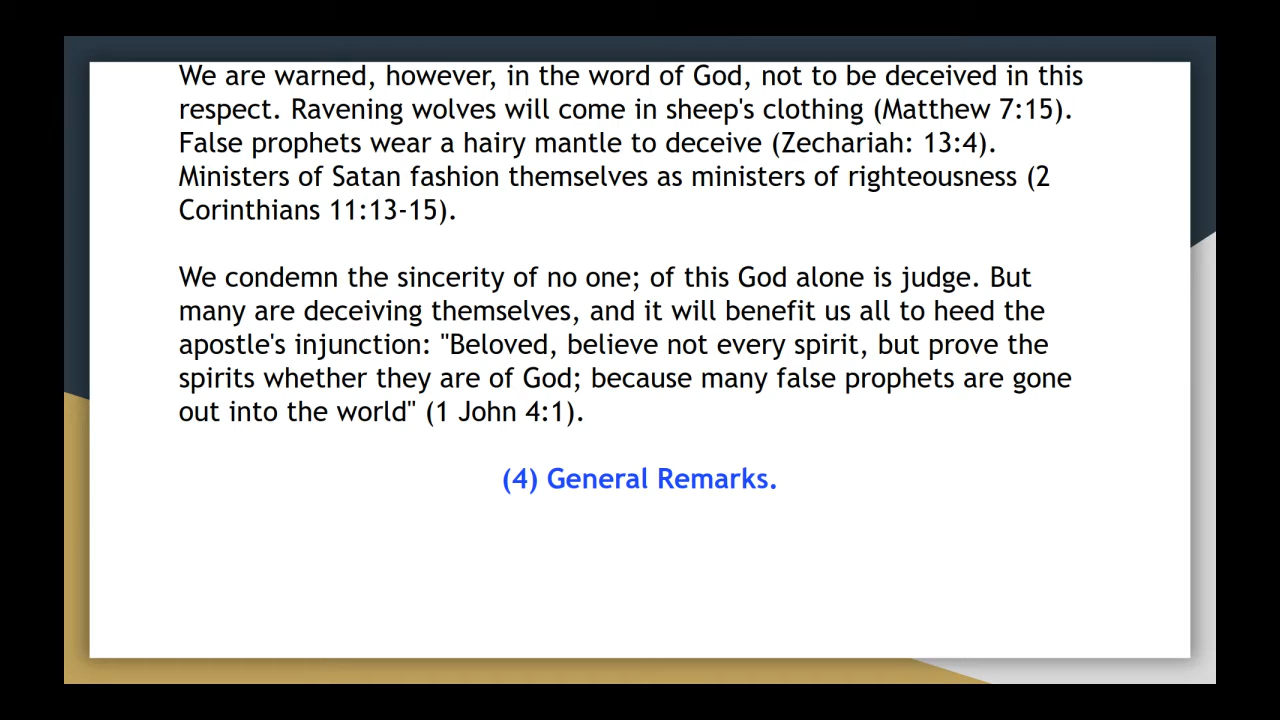 We are warned, however, in the word of God, not to be deceived in this
respect. Ravening wolves will come in sheep's clothing (Matthew 7:15).
False prophets wear a hairy mantle to deceive (Zechariah: 13:4).
Ministers of Satan fashion themselves as ministers of righteousness (2
Corinthians 11:13-15).
We condemn the sincerity of no one; of this God alone is judge. But
many are deceiving themselves, and it will benefit us all to heed the
apostle's injunction: "Beloved, believe not every spirit, but prove the
spirits whether they are of God; because many false prophets are gone
out into the world" (1 John 4:1).
(4) General Remarks.